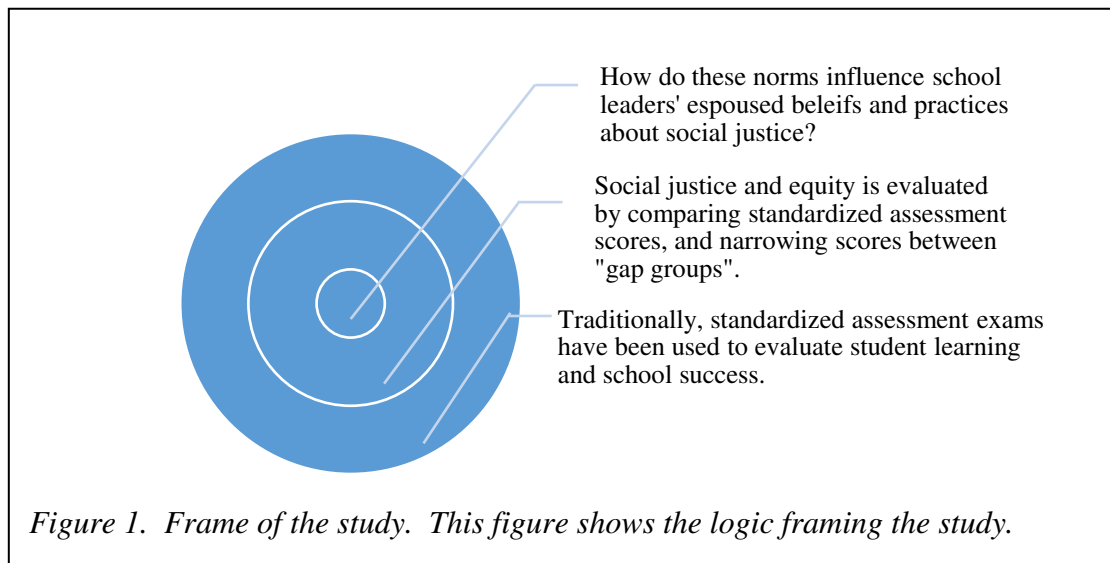 How do these norms influence school
leaders' espoused beleifs and practices
about social justice?
Social justice and equity is evaluated
by comparing standardized assessment
scores, and narrowing scores between
"gap groups".
Traditionally, standardized assessment exams
have been used to evaluate student learning
and school success.
Figure 1.  Frame of the study.  This figure shows the logic framing the study.